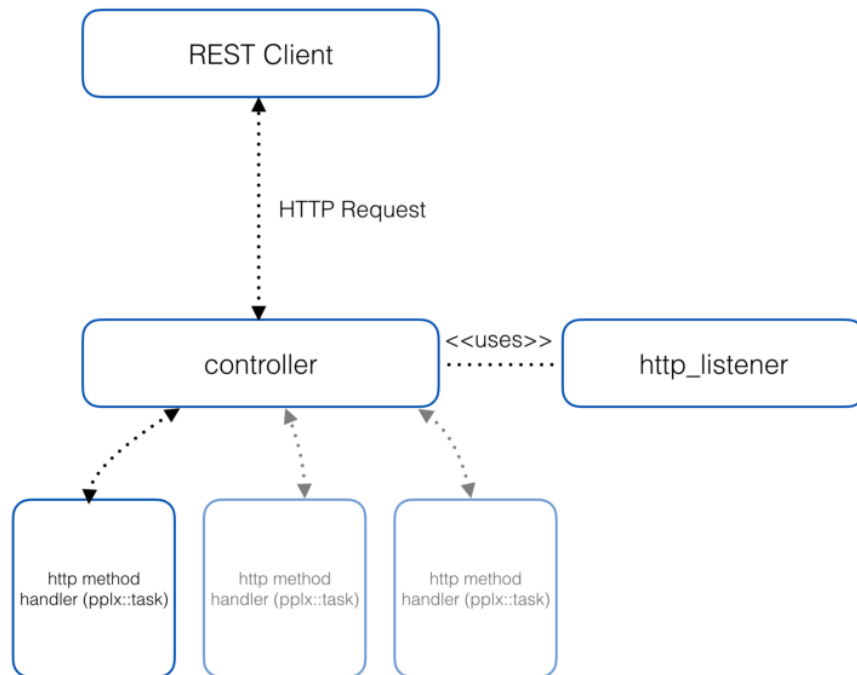 REST Client
HTTP Request
<<uses>>
controller
http_listener
http method
handler (pplx::task)
http method
handler (pplx::task)
http method
handler (pplx::task)